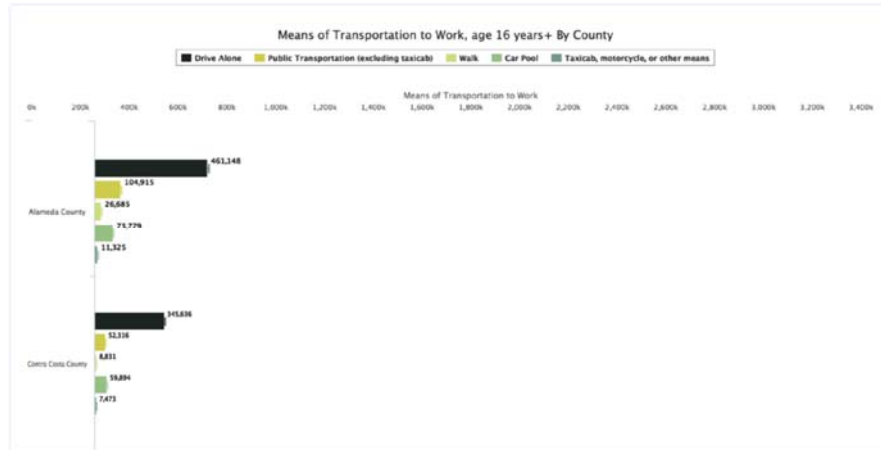 Means of Transportation to Work, age 16 years+ By County
Drive Alone Public Transportation (excluding taxicab) Walk Car Pool Taxicab, motorcycle, or other means
Means of Transportation to Work
0k 200k 400k 600k 800k 1,000k 1,200k 1,400k 1,600k 1,800k 2,000k 2,200k 2,400k 2,600k 2,800k 3,000k 3,200k 3,400k
461,148
104,915
Alameda County
26,685
11,325
345,636
52,316
Contra Costa County
8,831
59,894
7,473